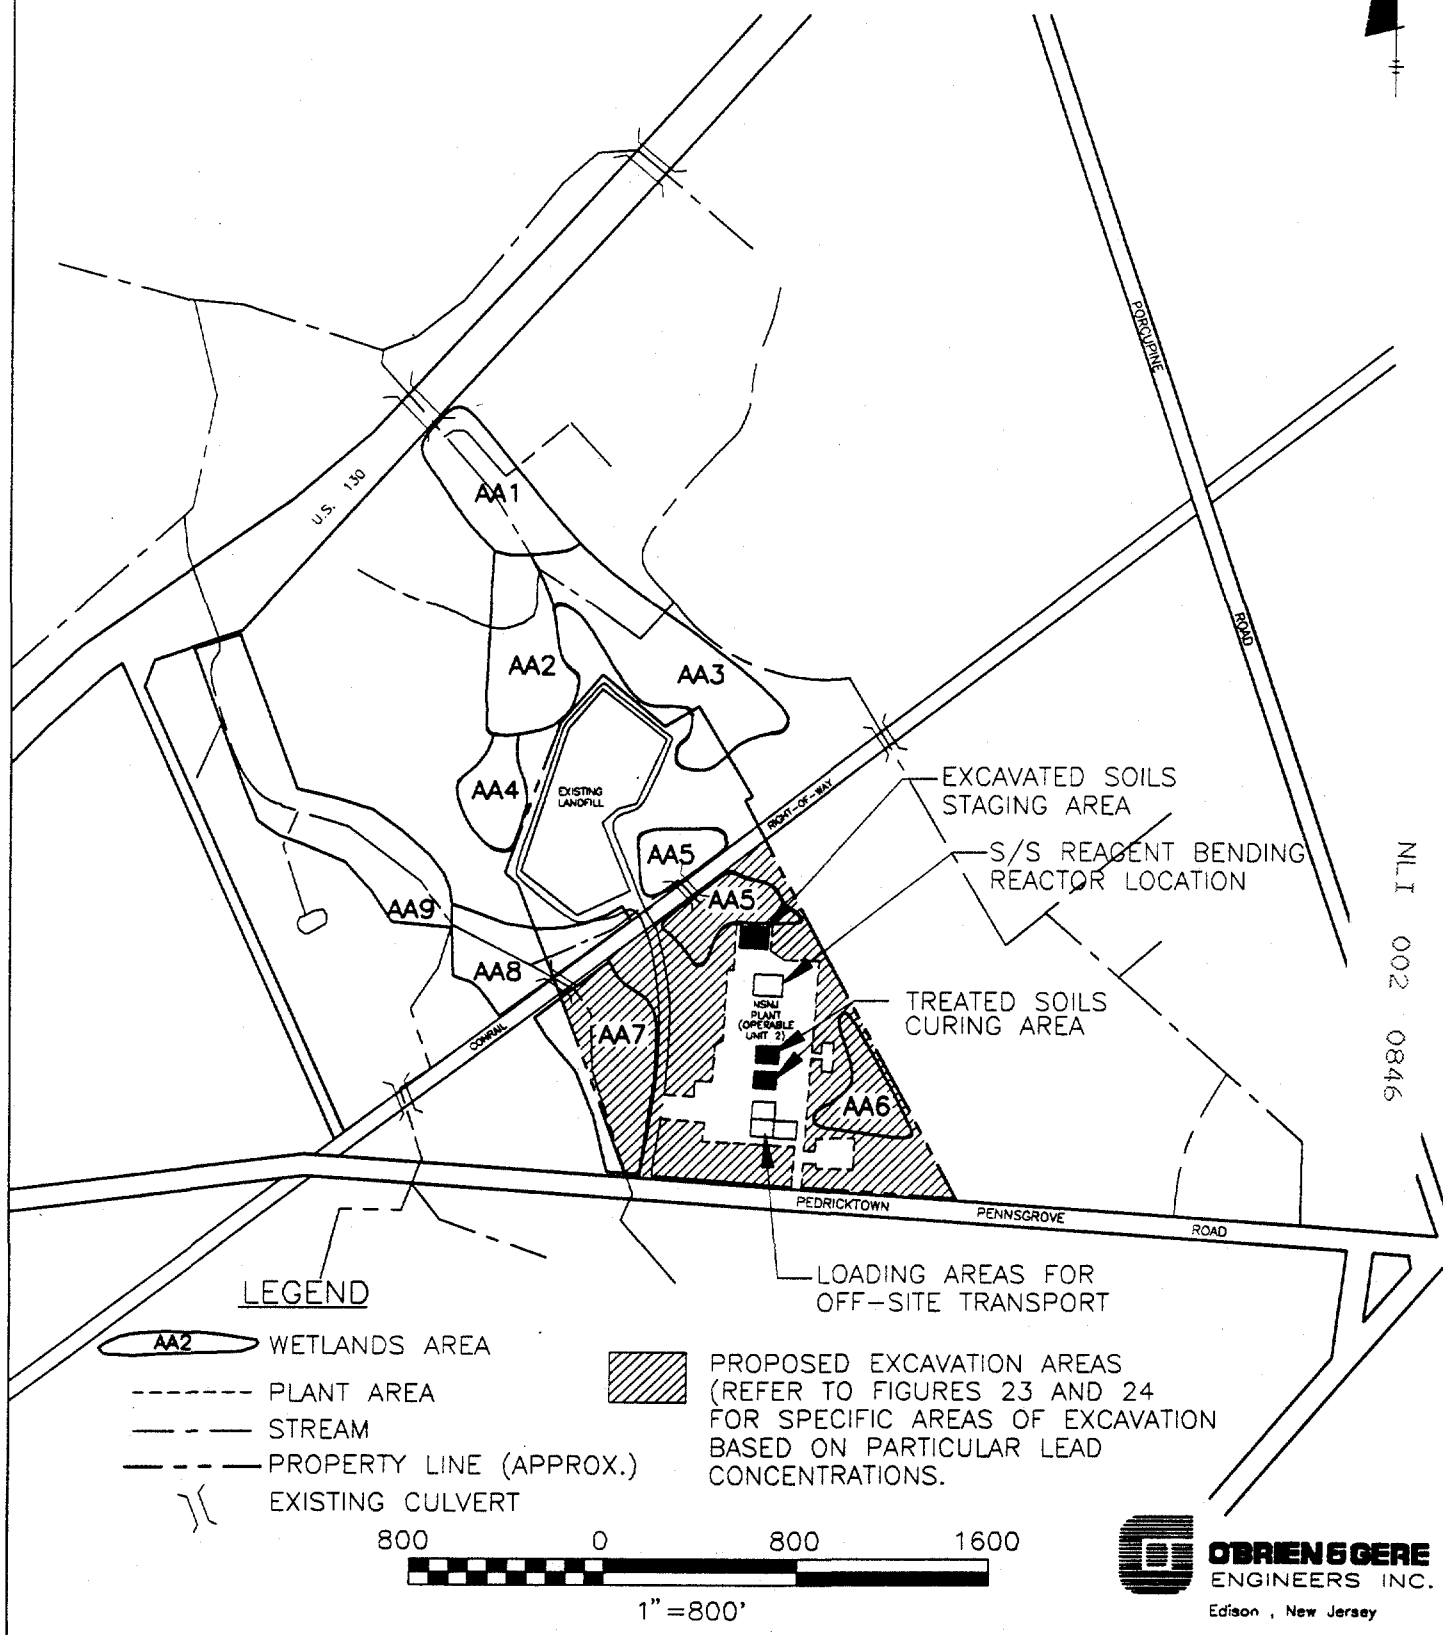 PORCUPINE
ROAD
U.S. 130
AA1
AA2
AA3
AA4
EXISTING
LANDFILL
RIGHT-OF-WAY
EXCAVATED SOILS
STAGING AREA
AA5
S/S REAGENT BENDING
REACTOR LOCATION
AA5
AA9
AA8
NSNJ
PLANT
(OPERABLE
UNIT 2)
TREATED SOILS
CURING AREA
CONRAIL
AA7
AA6
NLI 002 0846
PEDRICKTOWN PENNSGROVE ROAD
LOADING AREAS FOR
OFF-SITE TRANSPORT
LEGEND
AA2 WETLANDS AREA
PLANT AREA
STREAM
PROPERTY LINE (APPROX.)
EXISTING CULVERT
PROPOSED EXCAVATION AREAS
(REFER TO FIGURES 23 AND 24
FOR SPECIFIC AREAS OF EXCAVATION
BASED ON PARTICULAR LEAD
CONCENTRATIONS.
800 0 800 1600
1"=800'
O'BRIEN & GERE
ENGINEERS INC.
Edison , New Jersey